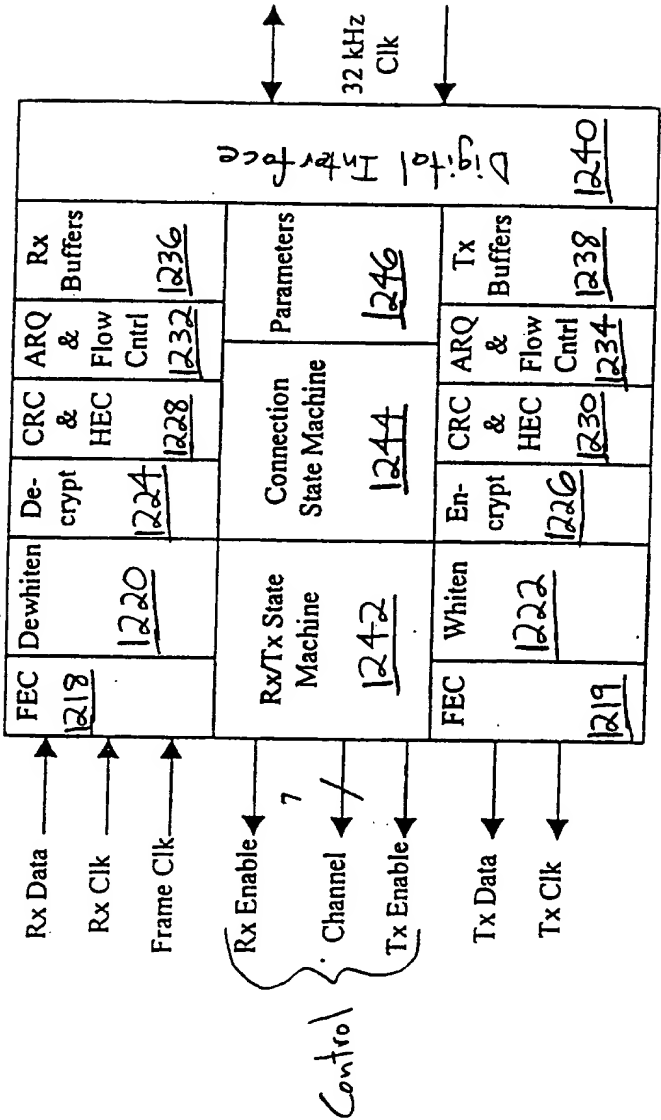 Rx Data
Rx Clk
Frame Clk
Control
Rx Enable
7
Channel
Tx Enable
Tx Data
Tx Clk
FEC
1218
Dewhiten
1220
De-
crypt
1224
CRC
&
HEC
1228
ARQ
&
Flow
Cntrl
1232
Rx
Buffers
1236
Rx/Tx State
Machine
1242
Connection
State Machine
1244
Parameters
1246
FEC
1219
Whiten
1222
En-
crypt
1226
CRC
&
HEC
1230
ARQ
&
Flow
Cntrl
1234
Tx
Buffers
1238
Digital Interface
1240
32 kHz
Clk